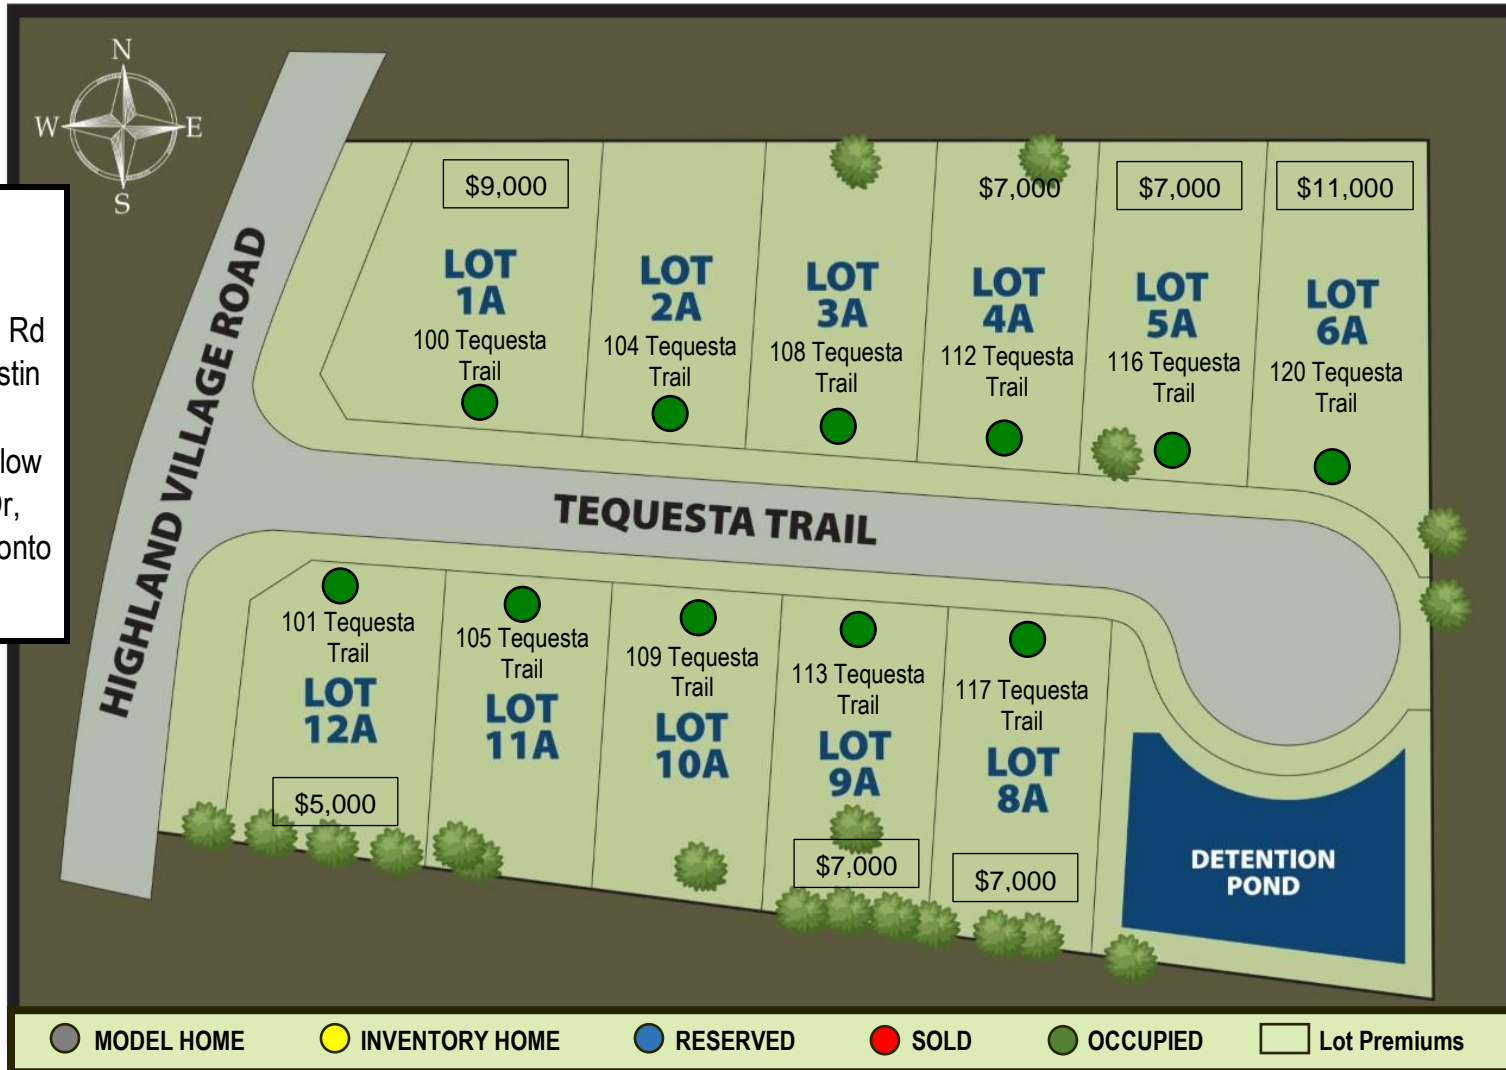 N
W
E
S
Rd
stin
low
Dr,
onto
HIGHLAND VILLAGE ROAD
TEQUESTA TRAIL
$9,000
LOT
1A
100 Tequesta
Trail
LOT
2A
104 Tequesta
Trail
LOT
3A
108 Tequesta
Trail
$7,000
LOT
4A
112 Tequesta
Trail
$7,000
LOT
5A
116 Tequesta
Trail
$11,000
LOT
6A
120 Tequesta
Trail
101 Tequesta
Trail
LOT
12A
$5,000
105 Tequesta
Trail
LOT
11A
109 Tequesta
Trail
LOT
10A
113 Tequesta
Trail
LOT
9A
$7,000
117 Tequesta
Trail
LOT
8A
$7,000
DETENTION
POND
MODEL HOME
INVENTORY HOME
RESERVED
SOLD
OCCUPIED
Lot Premiums